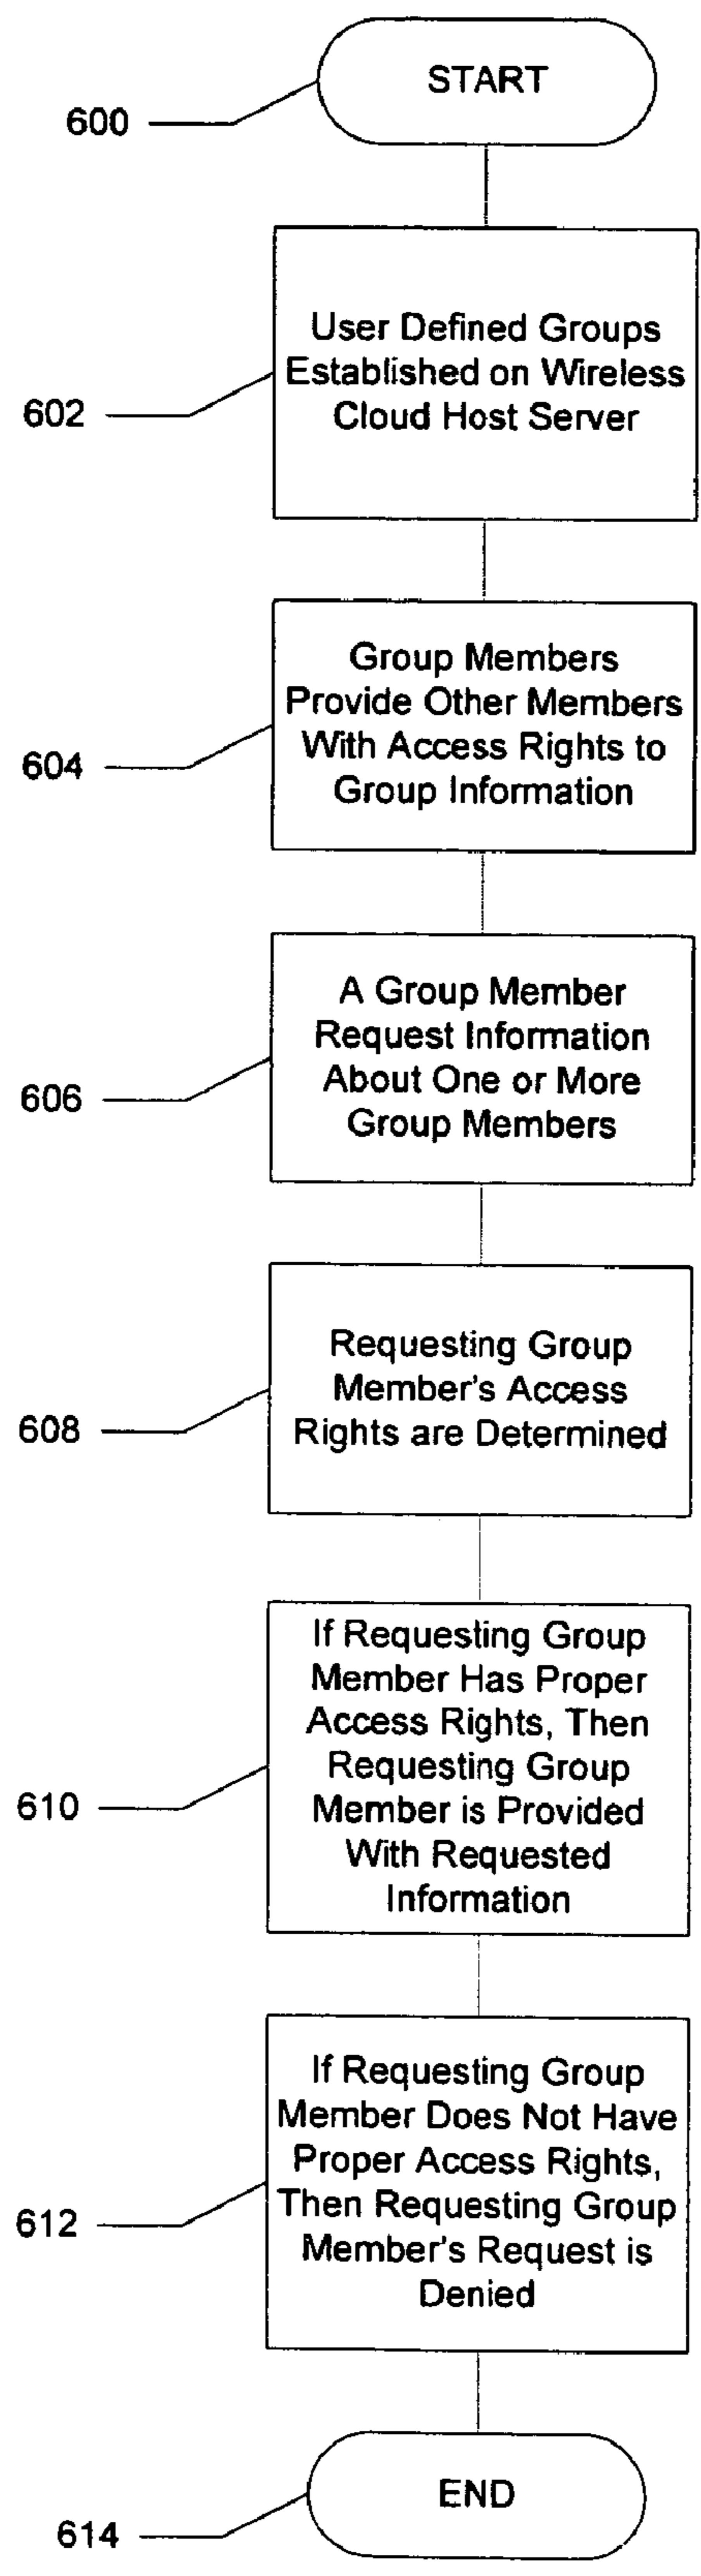 START
600
User Defined Groups
Established on Wireless
Cloud Host Server
602
Group Members
Provide Other Members
With Access Rights to
Group Information
604
A Group Member
Request Information
About One or More
Group Members
606
Requesting Group
Member's Access
Rights are Determined
608
If Requesting Group
Member Has Proper
Access Rights, Then
Requesting Group
Member is Provided
With Requested
Information
610
If Requesting Group
Member Does Not Have
Proper Access Rights,
Then Requesting Group
Member's Request is
Denied
612
END
614